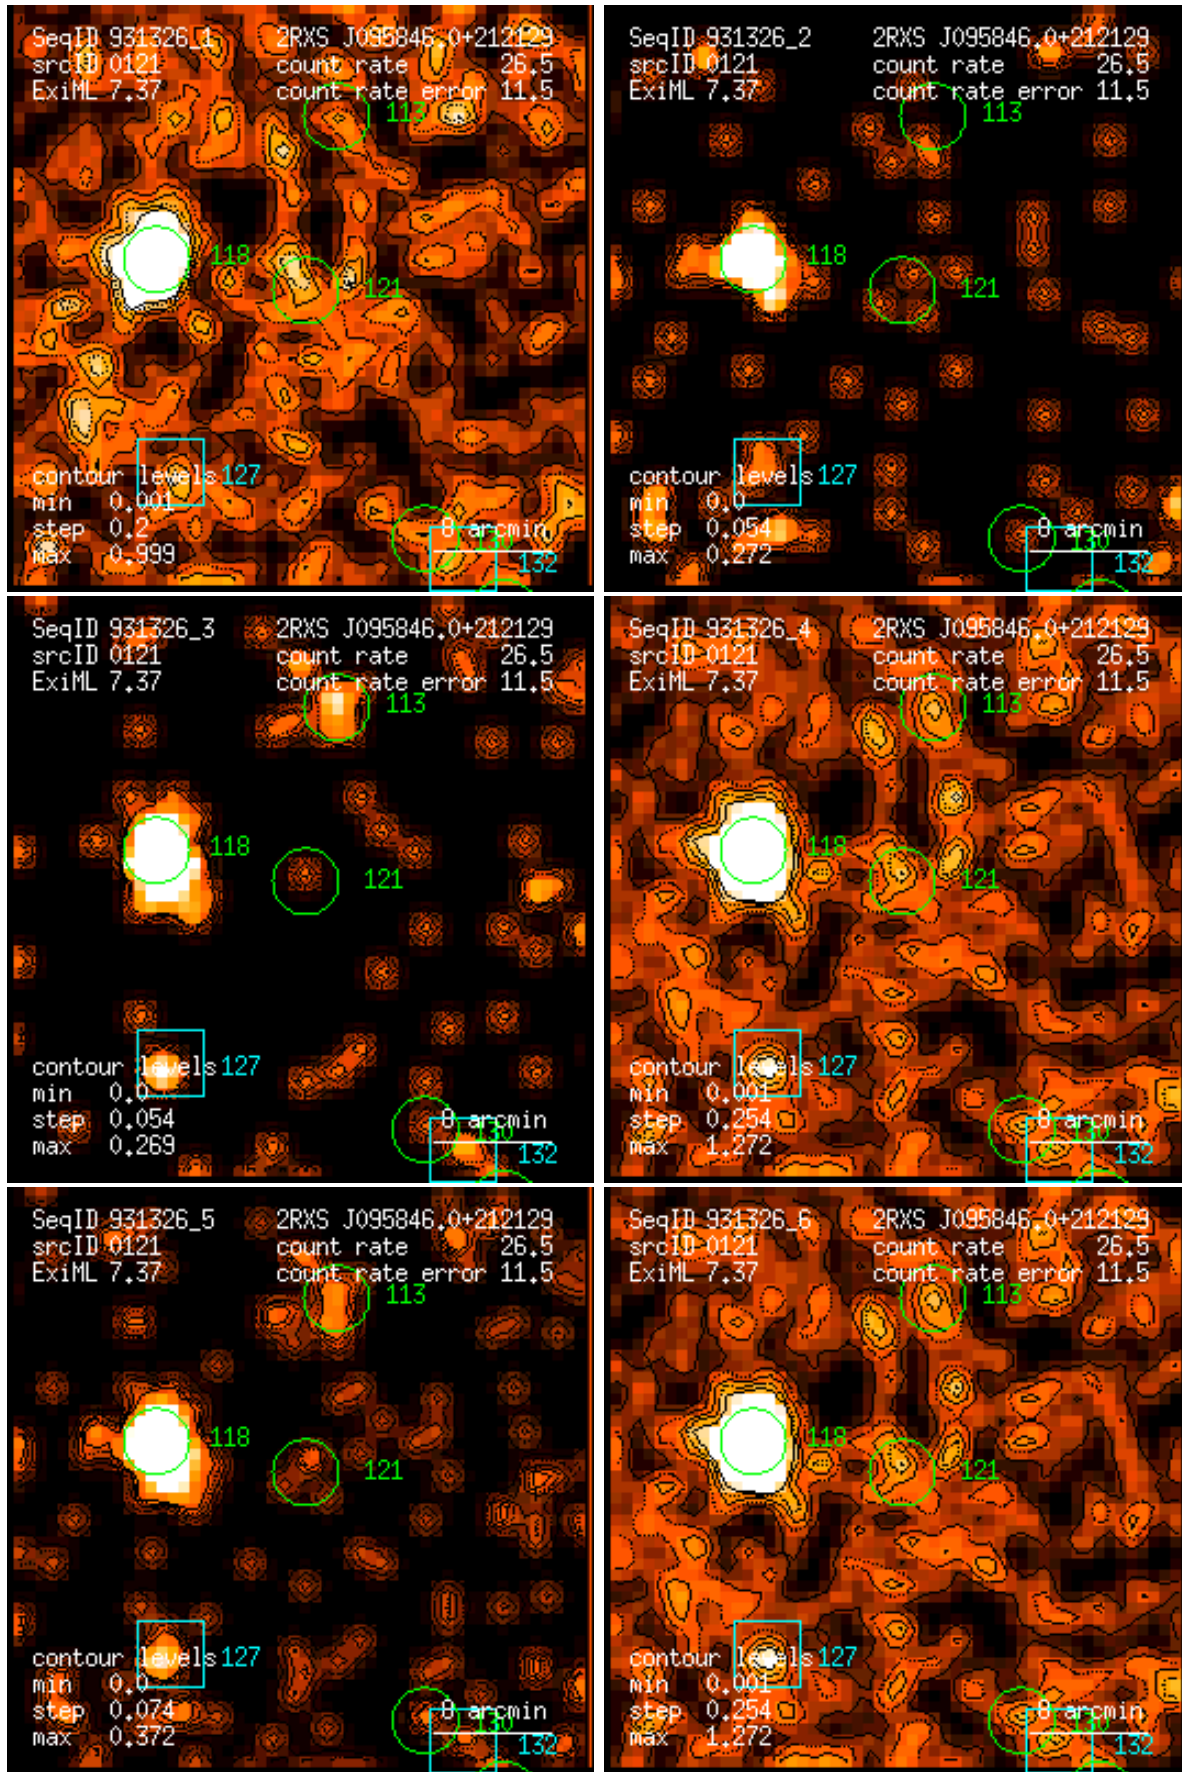 SeqID 931326_1 2RXS J095846.0+212129
srcID 0121 count rate 26.5
ExiML 7.37 count rate error 11.5
113
118
121
contour levels 127
min 0.001
step 0.2 8 arcmin
130
max 0.999
132
SeqID 931326_2 2RXS J095846.0+212129
srcID 0121 count rate 26.5
ExiML 7.37 count rate error 11.5
113
118
121
contour levels 127
min 0.0
step 0.054 8 arcmin
130
max 0.272
132
SeqID 931326_3 2RXS J095846.0+212129
srcID 0121 count rate 26.5
ExiML 7.37 count rate error 11.5
113
118
121
contour levels 127
min 0.0
step 0.054 8 arcmin
130
max 0.269
132
SeqID 931326_4 2RXS J095846.0+212129
srcID 0121 count rate 26.5
ExiML 7.37 count rate error 11.5
113
118
121
contour levels 127
min 0.001
step 0.254 8 arcmin
130
max 1.272
132
SeqID 931326_5 2RXS J095846.0+212129
srcID 0121 count rate 26.5
ExiML 7.37 count rate error 11.5
113
118
121
contour levels 127
min 0.0
step 0.074 8 arcmin
130
max 0.372
132
SeqID 931326_6 2RXS J095846.0+212129
srcID 0121 count rate 26.5
ExiML 7.37 count rate error 11.5
113
118
121
contour levels 127
min 0.001
step 0.254 8 arcmin
130
max 1.272
132